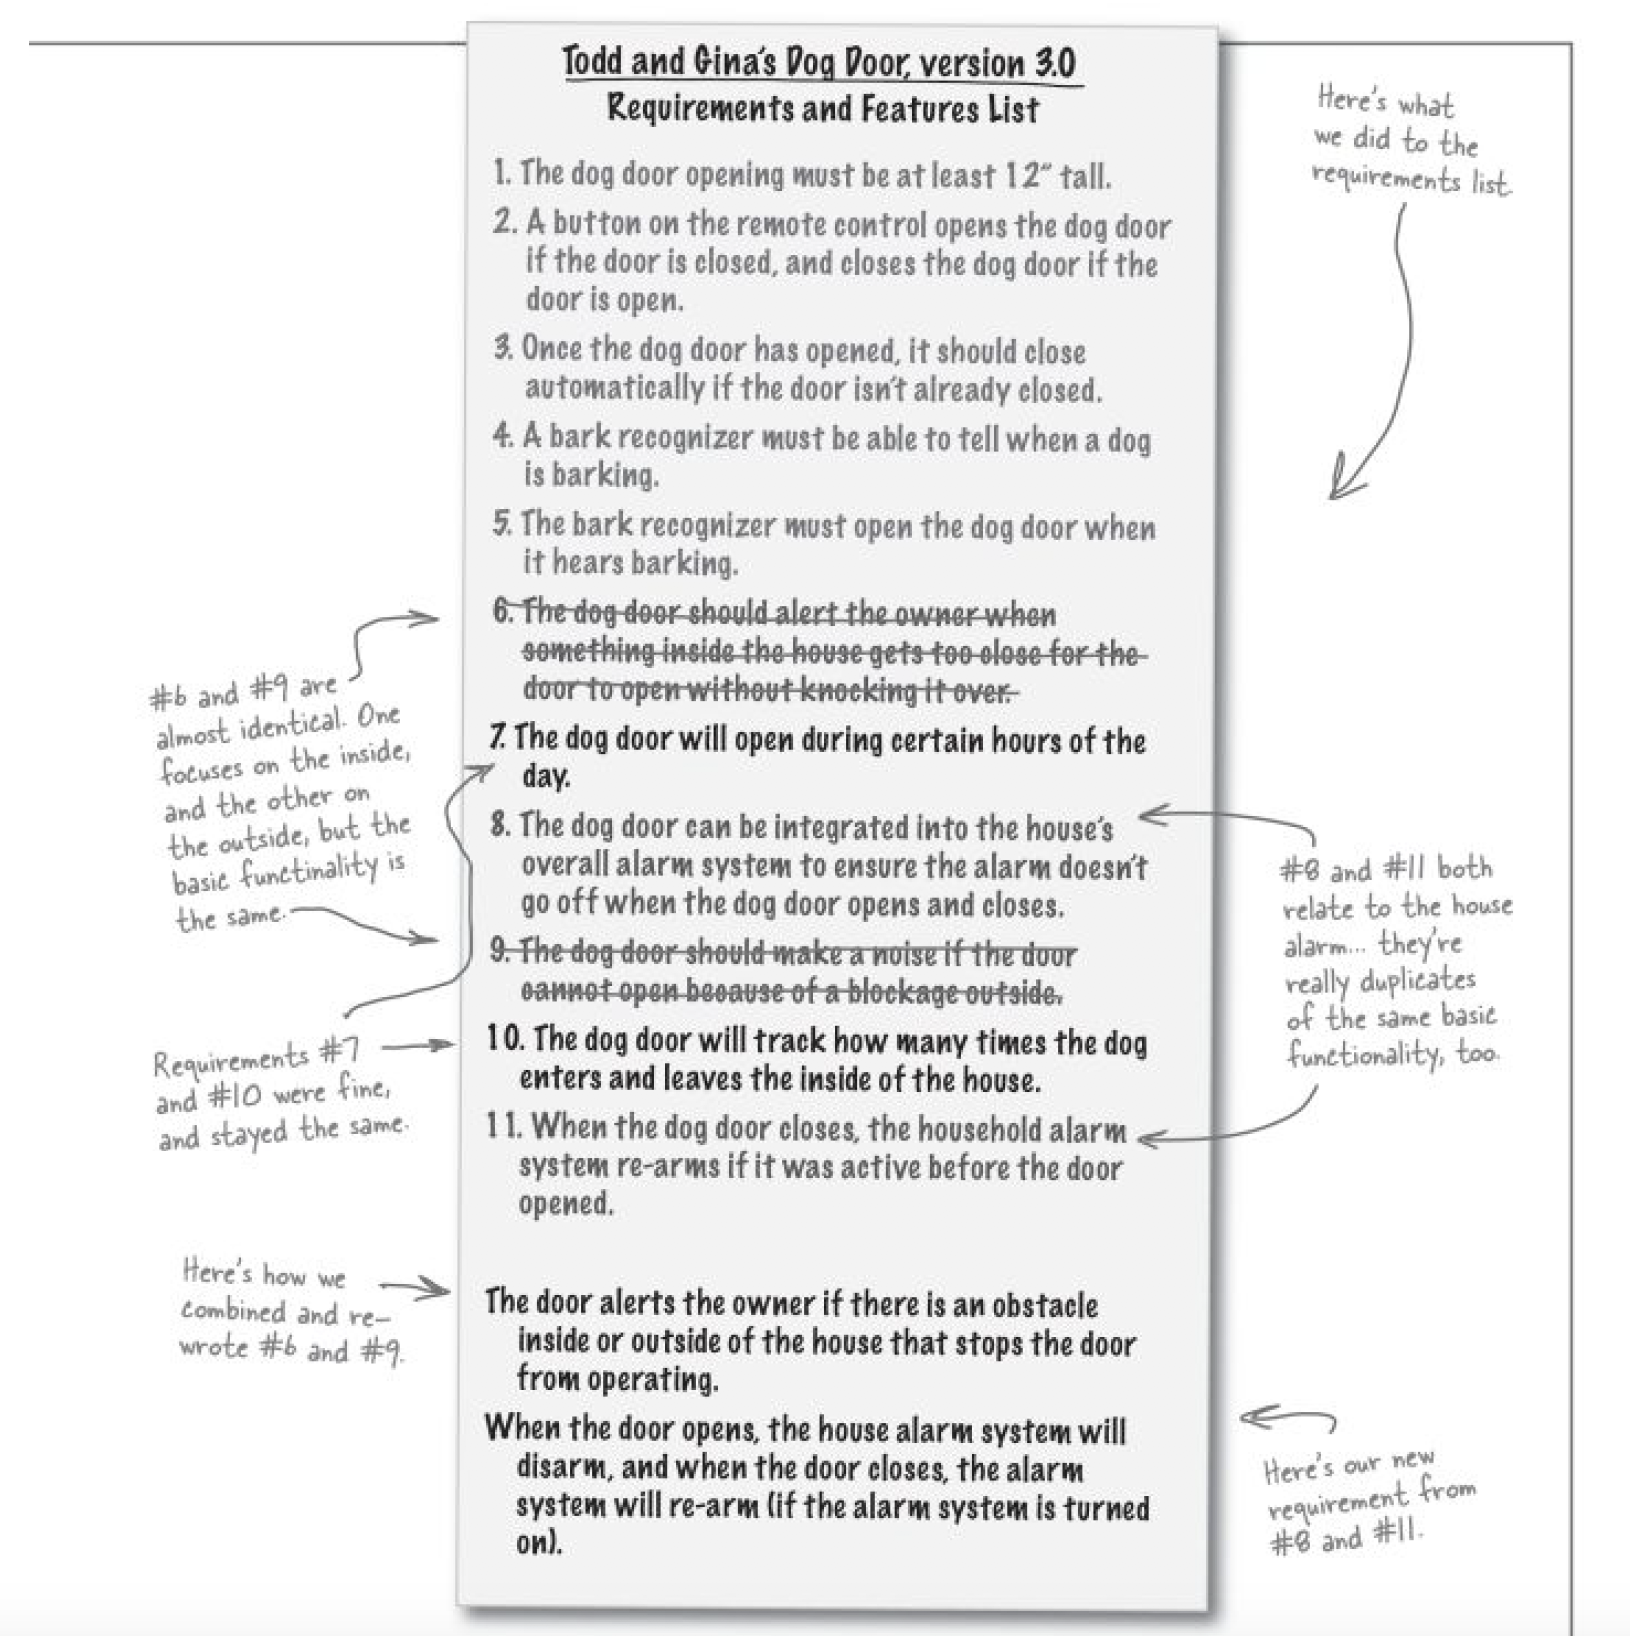 Todd and Gina's Dog Door, version 3.0
Requirements and Features List
Here's what
we did to the
requirements list.
1. The dog door opening must be at least 12" tall.
2. A button on the remote control opens the dog door
if the door is closed, and closes the dog door if the
door is open.
3. Once the dog door has opened, it should close
automatically if the door isn't already closed.
4. A bark recognizer must be able to tell when a dog
is barking.
5. The bark recognizer must open the dog door when
it hears barking.
6. The dog door should alert the owner when
something inside the house gets too close for the
door to open without knocking it over.
#6 and #9 are
almost identical. One
focuses on the inside,
and the other on
the outside, but the
basic functinality is
the same.
7. The dog door will open during certain hours of the
day.
8. The dog door can be integrated into the house's
overall alarm system to ensure the alarm doesn't
go off when the dog door opens and closes.
#8 and #11 both
relate to the house
alarm... they're
really duplicates
of the same basic
functionality, too.
9. The dog door should make a noise if the door
cannot open because of a blockage outside.
Requirements #7
and #10 were fine,
and stayed the same.
10. The dog door will track how many times the dog
enters and leaves the inside of the house.
11. When the dog door closes, the household alarm
system re-arms if it was active before the door
opened.
Here's how we
combined and re-
wrote #6 and #9.
The door alerts the owner if there is an obstacle
inside or outside of the house that stops the door
from operating.
When the door opens, the house alarm system will
disarm, and when the door closes, the alarm
system will re-arm (if the alarm system is turned
on).
Here's our new
requirement from
#8 and #11.